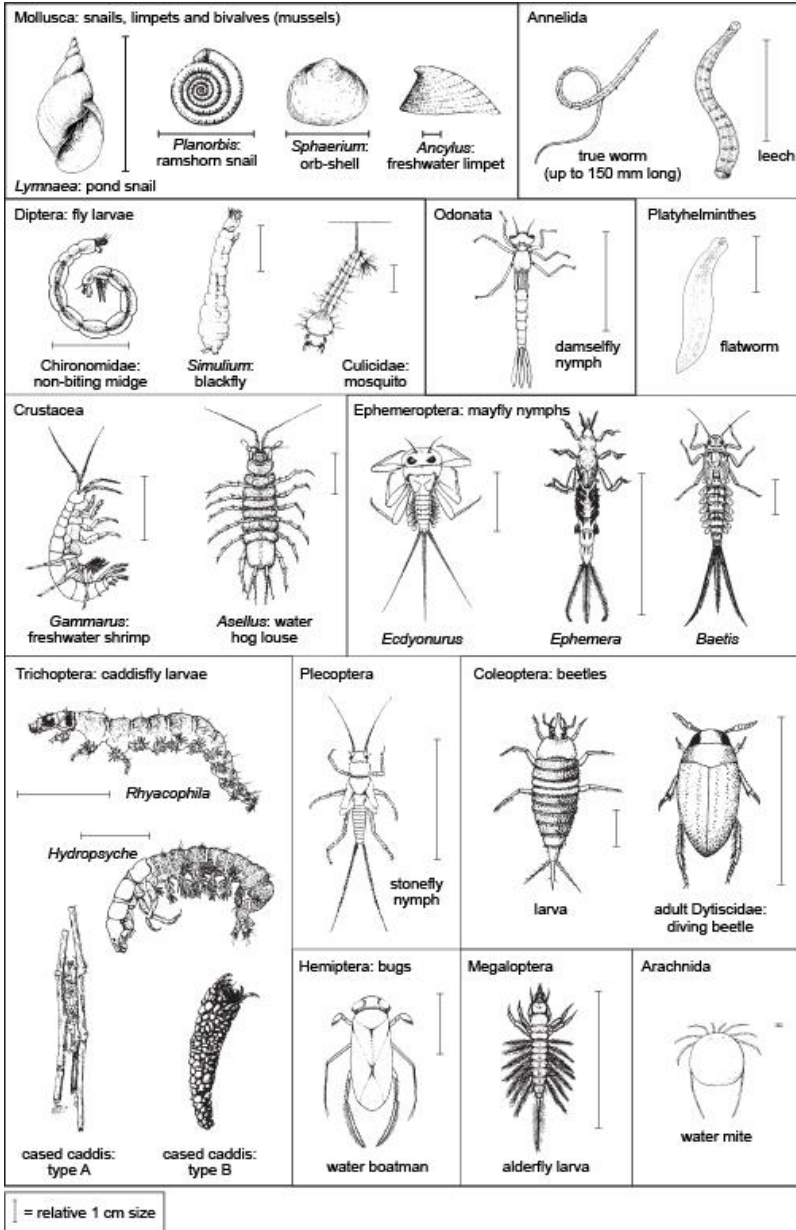 Mollusca: snails, limpets and bivalves (mussels)
Lymnaea: pond snail
Planorbis:
ramshorn snail
Sphaerium:
orb-shell
Ancylus:
freshwater limpet
Annelida
true worm
(up to 150 mm long)
leech
Diptera: fly larvae
Chironomidae:
non-biting midge
Simulium:
blackfly
Culicidae:
mosquito
Odonata
damselfly
nymph
Platyhelminthes
flatworm
Crustacea
Gammarus:
freshwater shrimp
Asellus: water
hog louse
Ephemeroptera: mayfly nymphs
Ecdyonurus
Ephemera
Baetis
Trichoptera: caddisfly larvae
Rhyacophila
Hydropsyche
cased caddis:
type A
cased caddis:
type B
Plecoptera
stonefly
nymph
Coleoptera: beetles
larva
adult Dytiscidae:
diving beetle
Hemiptera: bugs
water boatman
Megaloptera
alderfly larva
Arachnida
water mite
= relative 1 cm size